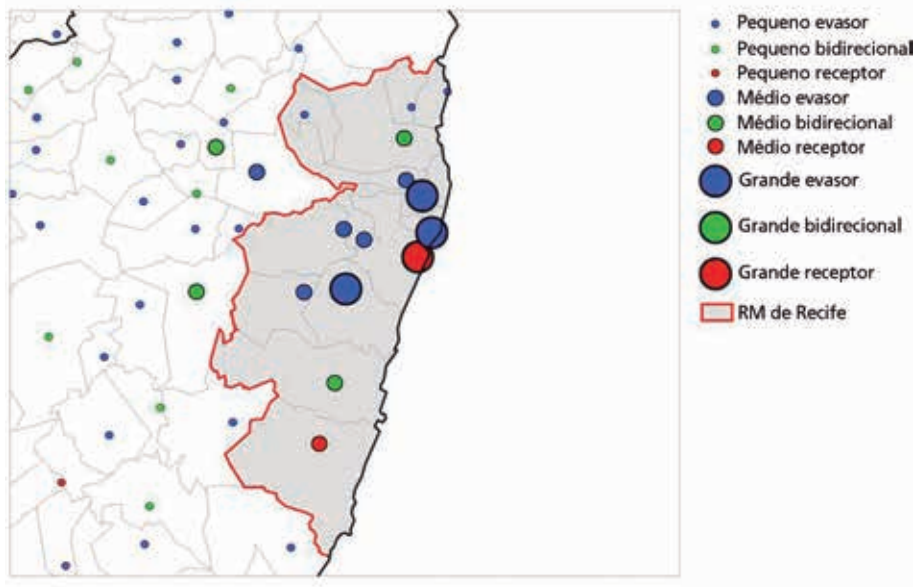 Pequeno evasor
Pequeno bidirecional
Pequeno receptor
Médio evasor
Médio bidirecional
Médio receptor
Grande evasor
Grande bidirecional
Grande receptor
RM de Recife